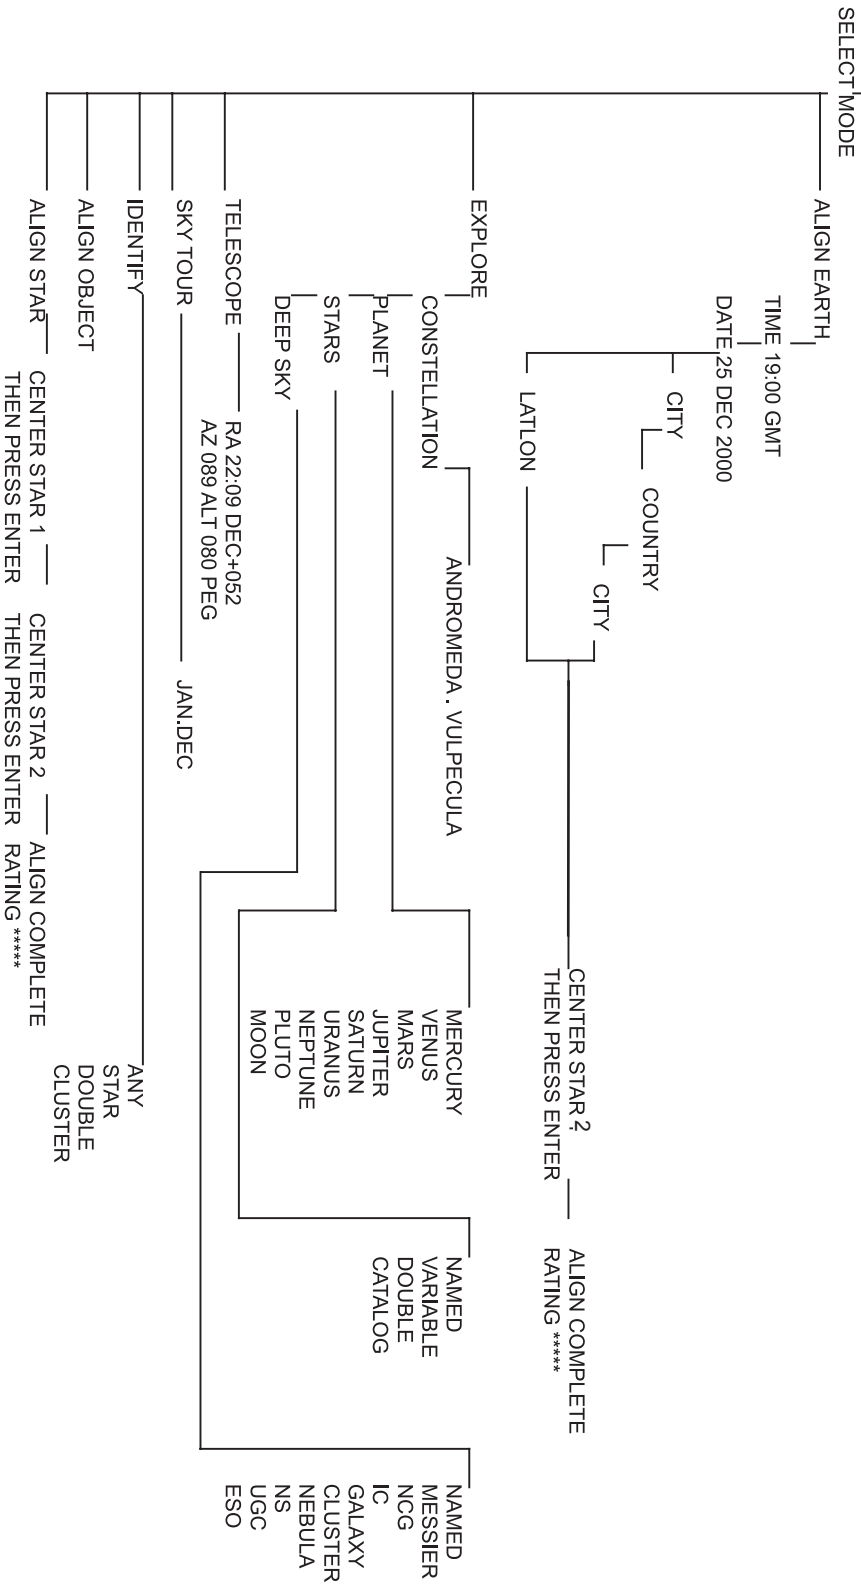 SELECT MODE
ALIGN EARTH
TIME 19:00 GMT
DATE 25 DEC 2000
CITY
COUNTRY
CITY
LATLON
CENTER STAR 2
THEN PRESS ENTER
ALIGN COMPLETE
RATING *****
EXPLORE
CONSTELLATION
ANDROMEDA . VULPECULA
PLANET
MERCURY
VENUS
MARS
JUPITER
SATURN
URANUS
NEPTUNE
PLUTO
MOON
STARS
NAMED
VARIABLE
DOUBLE
CATALOG
DEEP SKY
NAMED
MESSIER
NCG
IC
GALAXY
CLUSTER
NEBULA
NS
UGC
ESO
TELESCOPE
RA 22:09 DEC+052
AZ 089 ALT 080 PEG
SKY TOUR
JAN.DEC
IDENTIFY
ANY
STAR
DOUBLE
CLUSTER
ALIGN OBJECT
ALIGN STAR
CENTER STAR 1
THEN PRESS ENTER
CENTER STAR 2
THEN PRESS ENTER
ALIGN COMPLETE
RATING *****